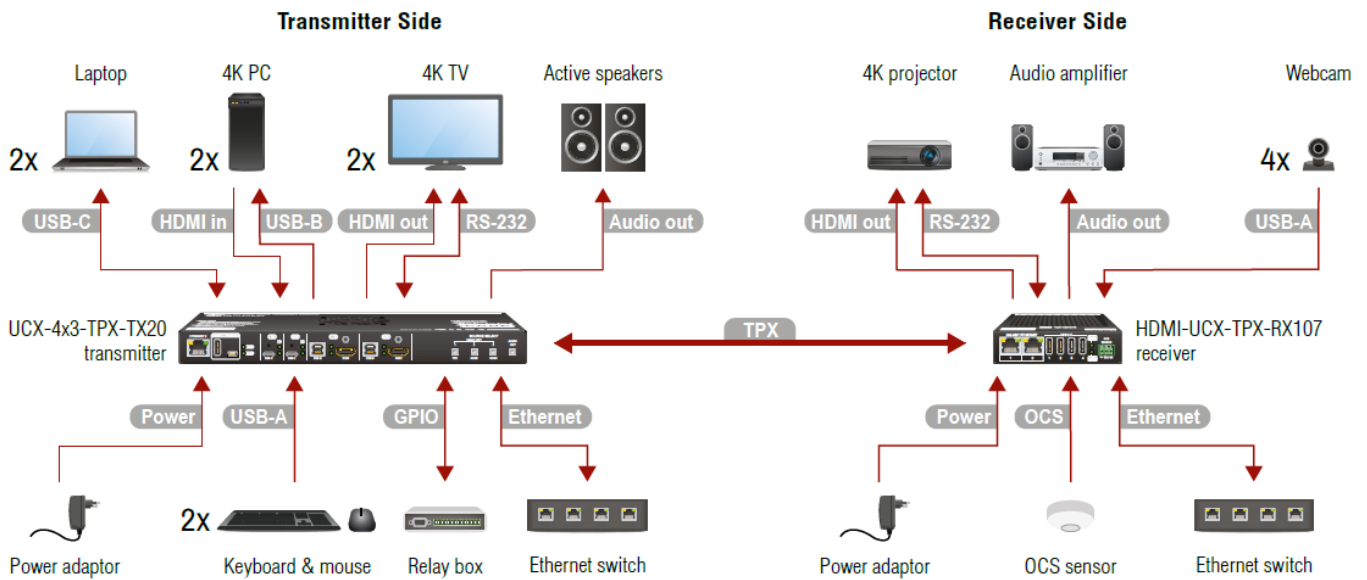 Transmitter Side
Receiver Side
Laptop
4K PC
4K TV
Active speakers
4K projector
Audio amplifier
Webcam
2x
2x
2x
4x
USB-C
HDMI in
USB-B
HDMI out
RS-232
Audio out
HDMI out
RS-232
Audio out
USB-A
UCX-4x3-TPX-TX20
transmitter
TPX
HDMI-UCX-TPX-RX107
receiver
Power
USB-A
GPIO
Ethernet
Power
OCS
Ethernet
2x
Power adaptor
Keyboard & mouse
Relay box
Ethernet switch
Power adaptor
OCS sensor
Ethernet switch